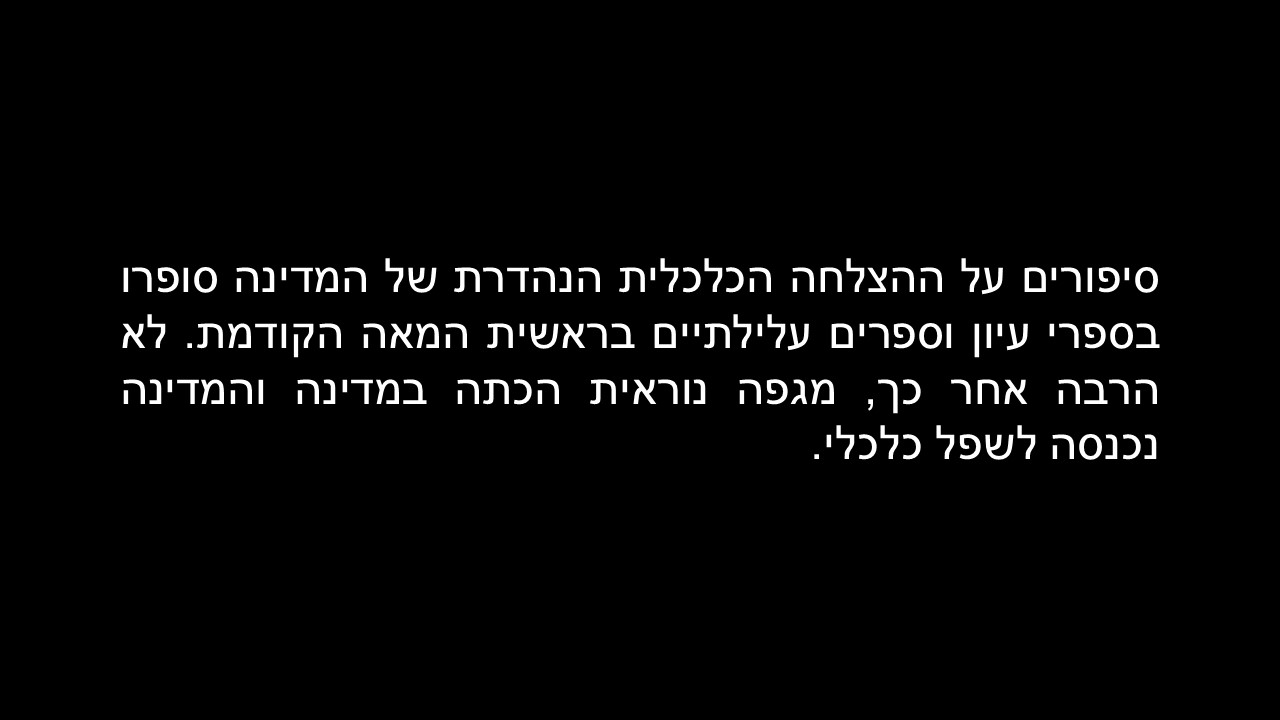 סיפורים על ההצלחה הכלכלית הנהדרת של המדינה סופרו
בספרי עיון וספרים עלילתיים בראשית המאה הקודמת. לא
הרבה אחר כך, מגפה נוראית הכתה במדינה והמדינה
נכנסה לשפל כלכלי.